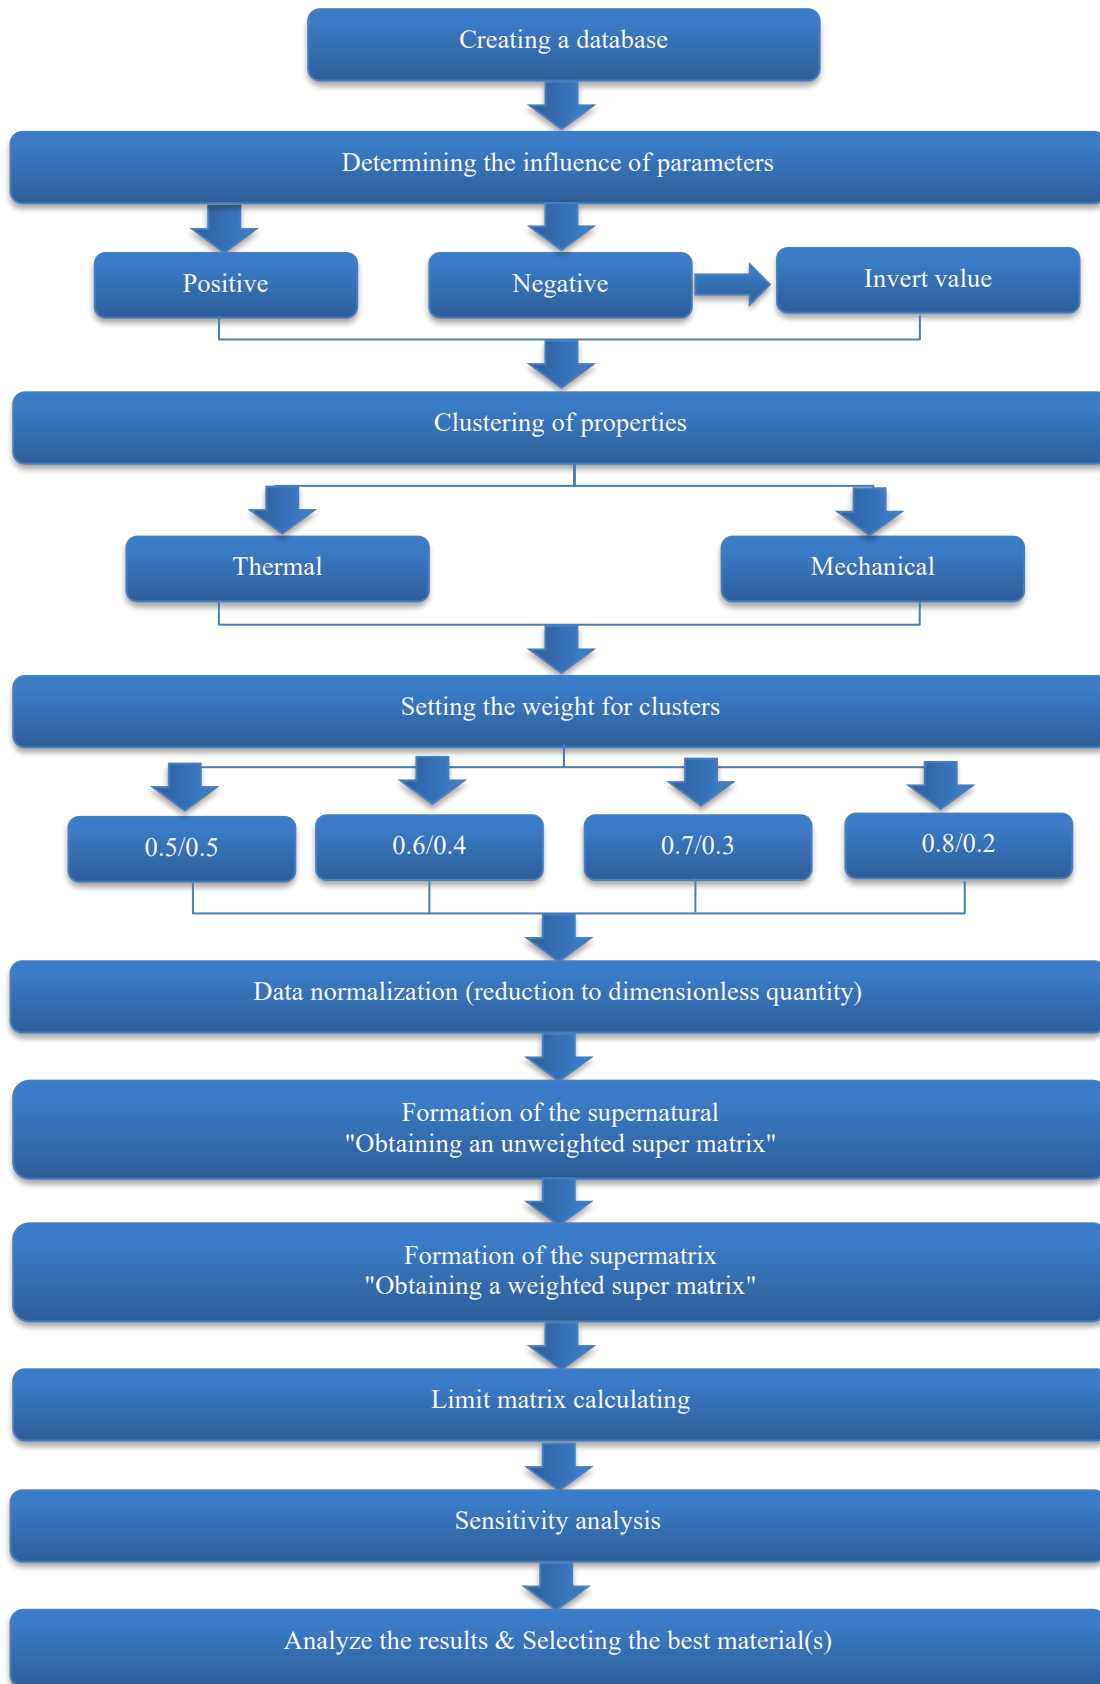 Creating a database
Determining the influence of parameters
Positive
Negative
Invert value
Clustering of properties
Thermal
Mechanical
Setting the weight for clusters
0.5/0.5
0.6/0.4
0.7/0.3
0.8/0.2
Data normalization (reduction to dimensionless quantity)
Formation of the supernatural
"Obtaining an unweighted super matrix"
Formation of the supermatrix
"Obtaining a weighted super matrix"
Limit matrix calculating
Sensitivity analysis
Analyze the results & Selecting the best material(s)